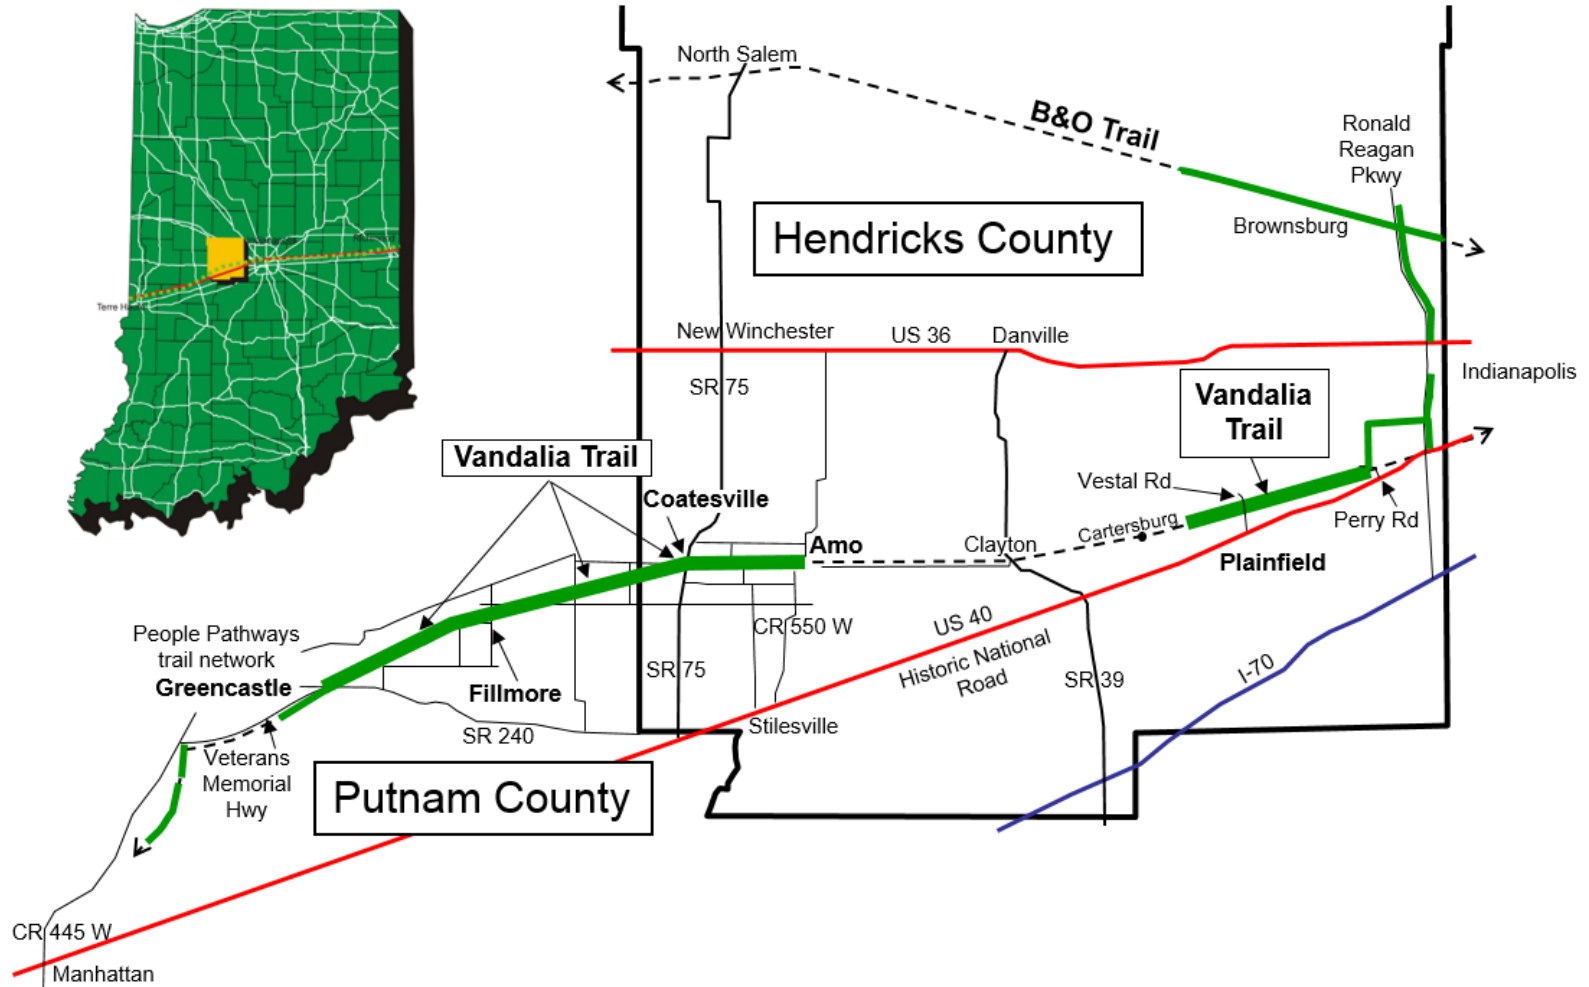 North Salem
B&O Trail
Ronald
Reagan
Pkwy
Brownsburg
Hendricks County
Terre
New Winchester
US 36
Danville
Indianapolis
SR 75
Vandalia
Trail
Vandalia Trail
Vestal Rd
Coatesville
Cartersburg
Perry Rd
Amo
Clayton
Plainfield
People Pathways
trail network
Greencastle
CR 550 W
US 40
Historic National
Road
SR 75
Fillmore
SR 39
I-70
Stilesville
SR 240
Veterans
Memorial
Hwy
Putnam County
CR 445 W
Manhattan